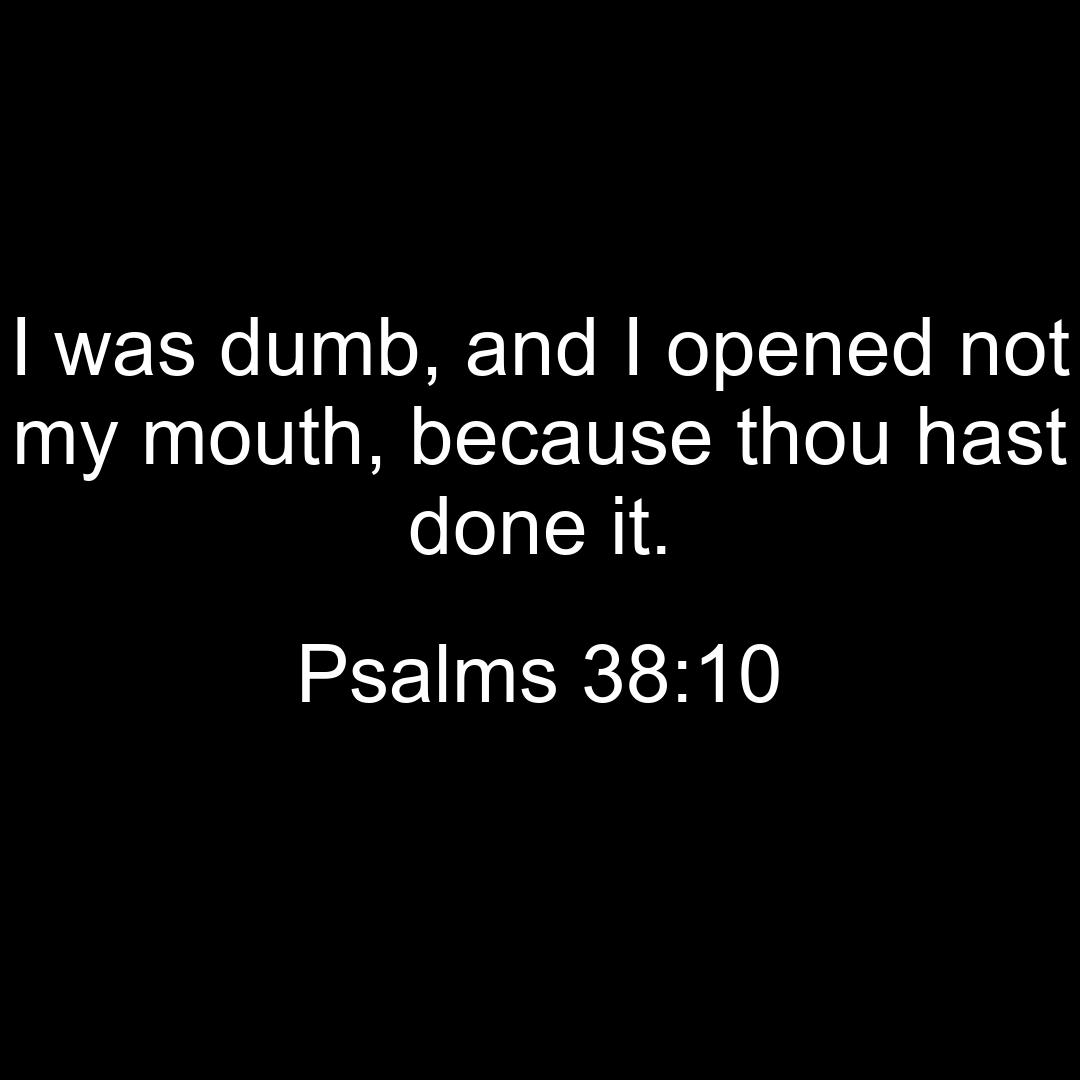 I was dumb, and I opened not
my mouth, because thou hast
done it.
Psalms 38:10